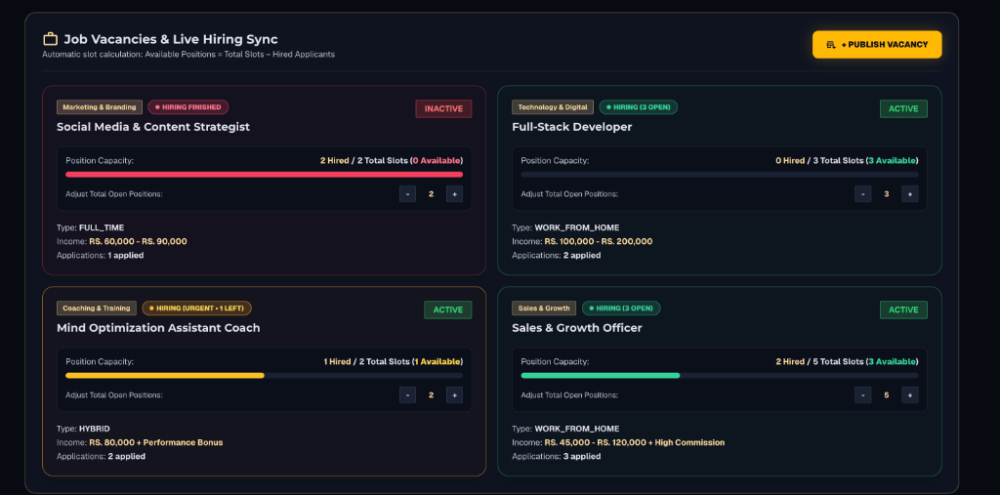 Job Vacancies & Live Hiring Sync
Automatic slot calculation: Available Positions = Total Slots − Hired Applicants
+ PUBLISH VACANCY
Marketing & Branding
HIRING FINISHED
INACTIVE
Social Media & Content Strategist
Position Capacity:
2 Hired / 2 Total Slots (0 Available)
Adjust Total Open Positions:
- 2 +
Type: FULL_TIME
Income: RS. 60,000 - RS. 90,000
Applications: 1 applied
Technology & Digital
HIRING (3 OPEN)
ACTIVE
Full-Stack Developer
Position Capacity:
0 Hired / 3 Total Slots (3 Available)
Adjust Total Open Positions:
- 3 +
Type: WORK_FROM_HOME
Income: RS. 100,000 - RS. 200,000
Applications: 2 applied
Coaching & Training
HIRING (URGENT • 1 LEFT)
ACTIVE
Mind Optimization Assistant Coach
Position Capacity:
1 Hired / 2 Total Slots (1 Available)
Adjust Total Open Positions:
- 2 +
Type: HYBRID
Income: RS. 80,000 + Performance Bonus
Applications: 2 applied
Sales & Growth
HIRING (3 OPEN)
ACTIVE
Sales & Growth Officer
Position Capacity:
2 Hired / 5 Total Slots (3 Available)
Adjust Total Open Positions:
- 5 +
Type: WORK_FROM_HOME
Income: RS. 45,000 - RS. 120,000 + High Commission
Applications: 3 applied